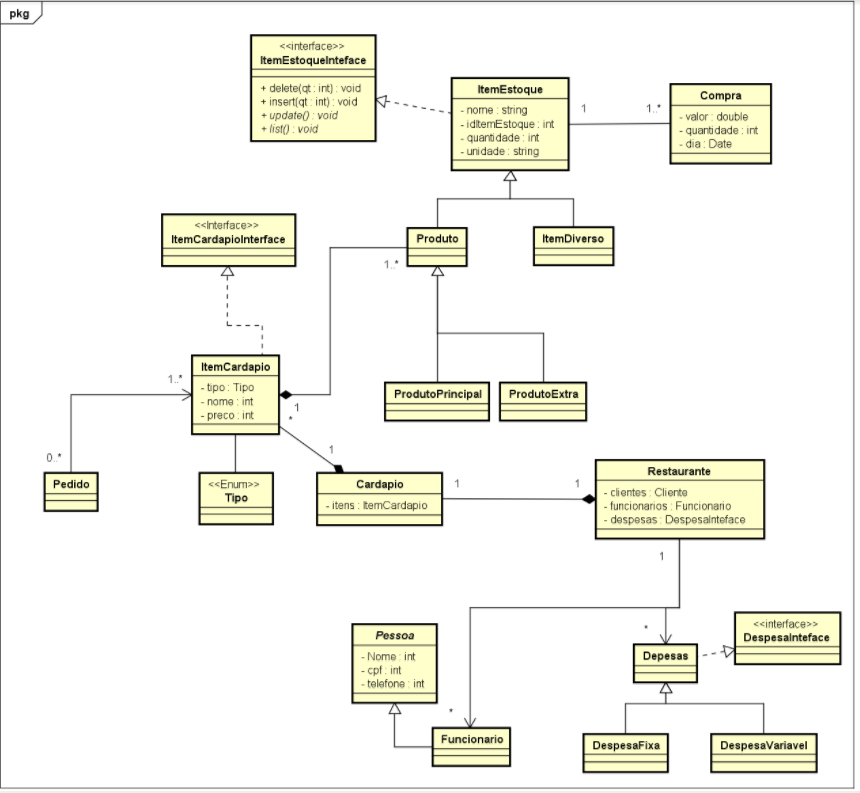 pkg
<<interface>>
ItemEstoqueInteface
+ delete(qt : int) : void
+ insert(qt : int) : void
+ update() : void
+ list() : void
ItemEstoque
- nome : string
- idItemEstoque : int
- quantidade : int
- unidade : string
1
1..*
Compra
- valor : double
- quantidade : int
- dia : Date
<<Interface>>
ItemCardapioInterface
Produto
1..*
ItemDiverso
ItemCardapio
- tipo : Tipo
- nome : int
- preco : int
1..*
1
*
ProdutoPrincipal
ProdutoExtra
0..*
Pedido
<<Enum>>
Tipo
1
Cardapio
- itens : ItemCardapio
1
1
Restaurante
- clientes : Cliente
- funcionarios : Funcionario
- despesas : DespesaInteface
1
*
<<interface>>
DespesaInteface
Depesas
Pessoa
- Nome : int
- cpf : int
- telefone : int
*
Funcionario
DespesaFixa
DespesaVariavel